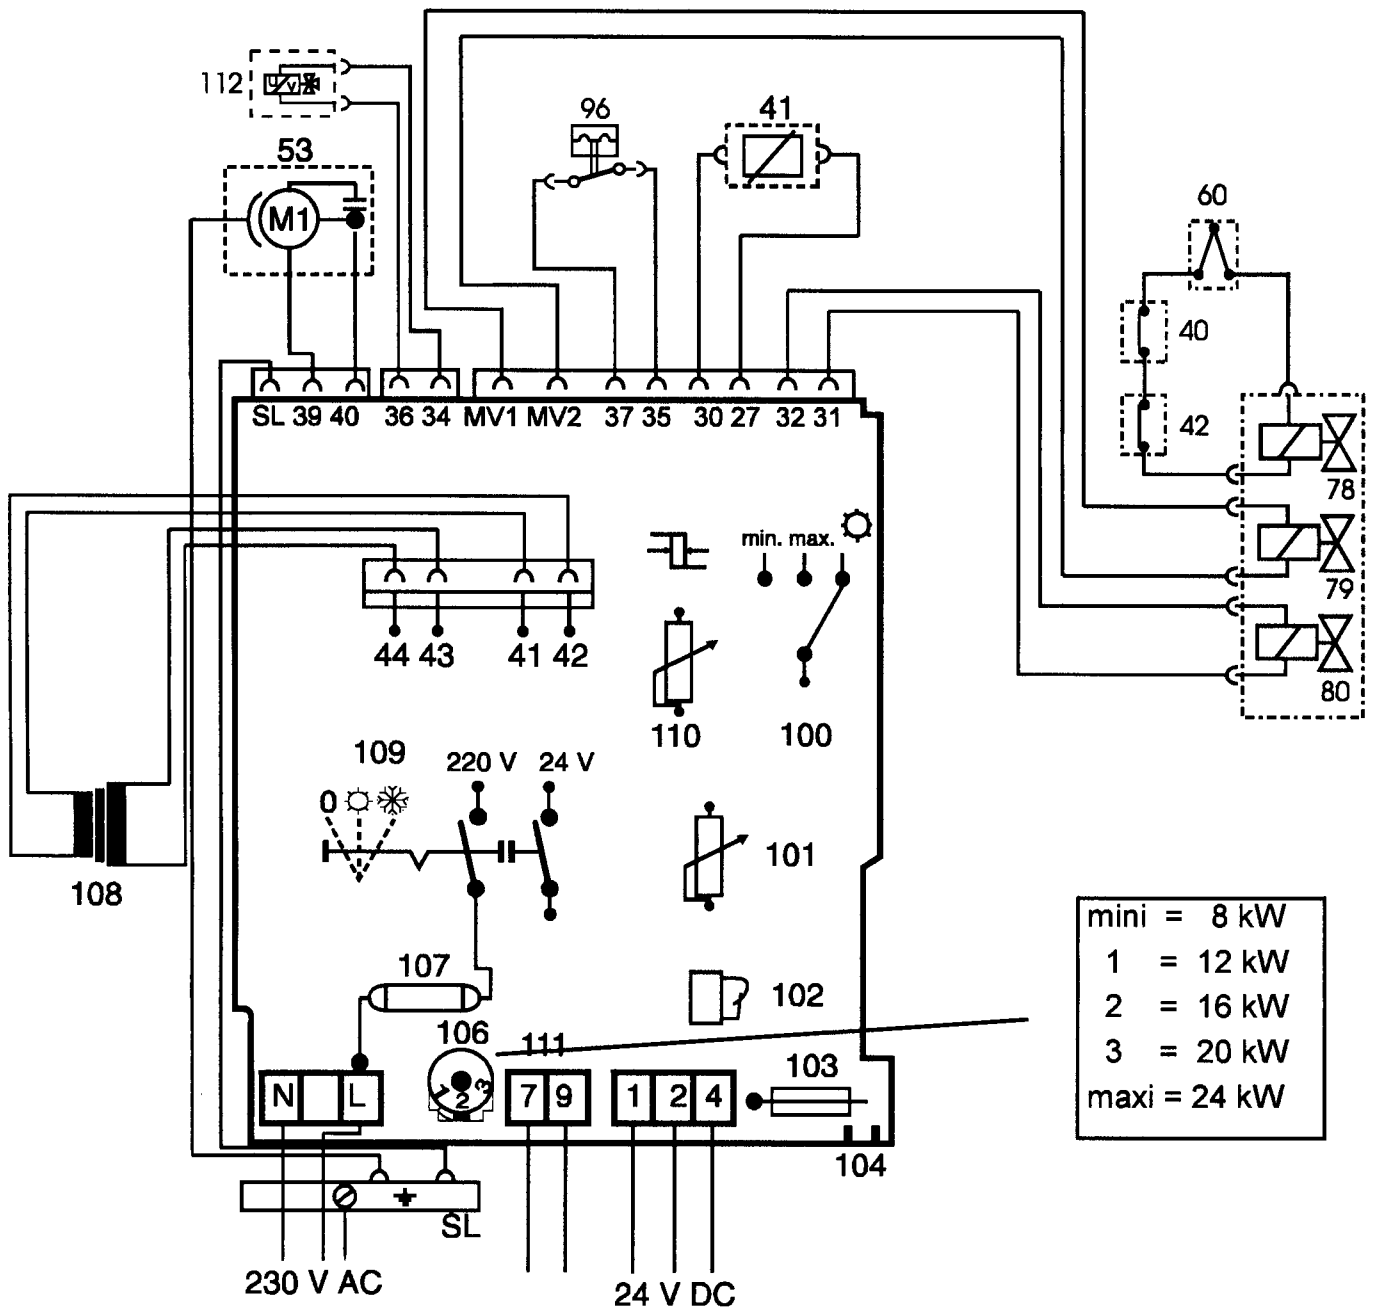 112
U
V
53
M1
96
41
60
40
42
78
79
80
SL 39 40 36 34 MV1 MV2 37 35 30 27 32 31
min. max.
44 43 41 42
110
100
109
220 V 24 V
0
101
108
107
102
106
111
103
N L
1 2 3
7 9
1 2 4
104
SL
230 V AC
24 V DC
mini = 8 kW
1 = 12 kW
2 = 16 kW
3 = 20 kW
maxi = 24 kW